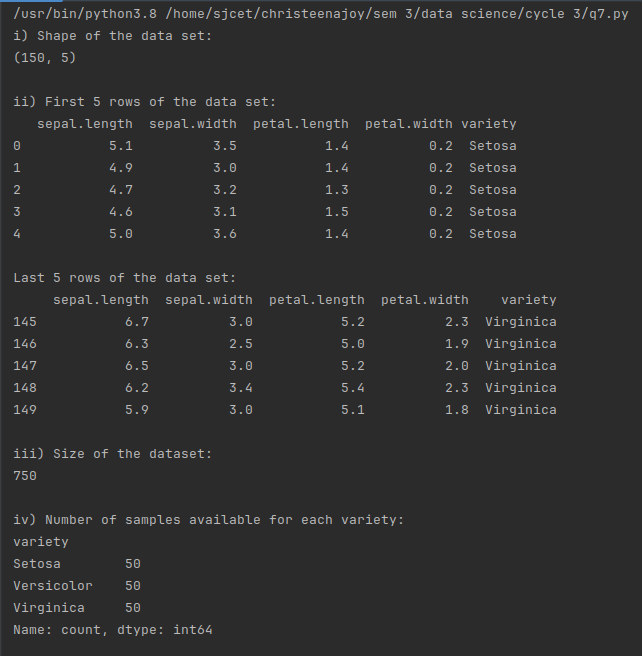 /usr/bin/python3.8 /home/sjcet/christeenajoy/sem 3/data science/cycle 3/q7.py
i) Shape of the data set:
(150, 5)
ii) First 5 rows of the data set:
   sepal.length  sepal.width  petal.length  petal.width variety
0           5.1          3.5           1.4          0.2  Setosa
1           4.9          3.0           1.4          0.2  Setosa
2           4.7          3.2           1.3          0.2  Setosa
3           4.6          3.1           1.5          0.2  Setosa
4           5.0          3.6           1.4          0.2  Setosa
Last 5 rows of the data set:
     sepal.length  sepal.width  petal.length  petal.width    variety
145           6.7          3.0           5.2          2.3  Virginica
146           6.3          2.5           5.0          1.9  Virginica
147           6.5          3.0           5.2          2.0  Virginica
148           6.2          3.4           5.4          2.3  Virginica
149           5.9          3.0           5.1          1.8  Virginica
iii) Size of the dataset:
750
iv) Number of samples available for each variety:
variety
Setosa        50
Versicolor    50
Virginica     50
Name: count, dtype: int64